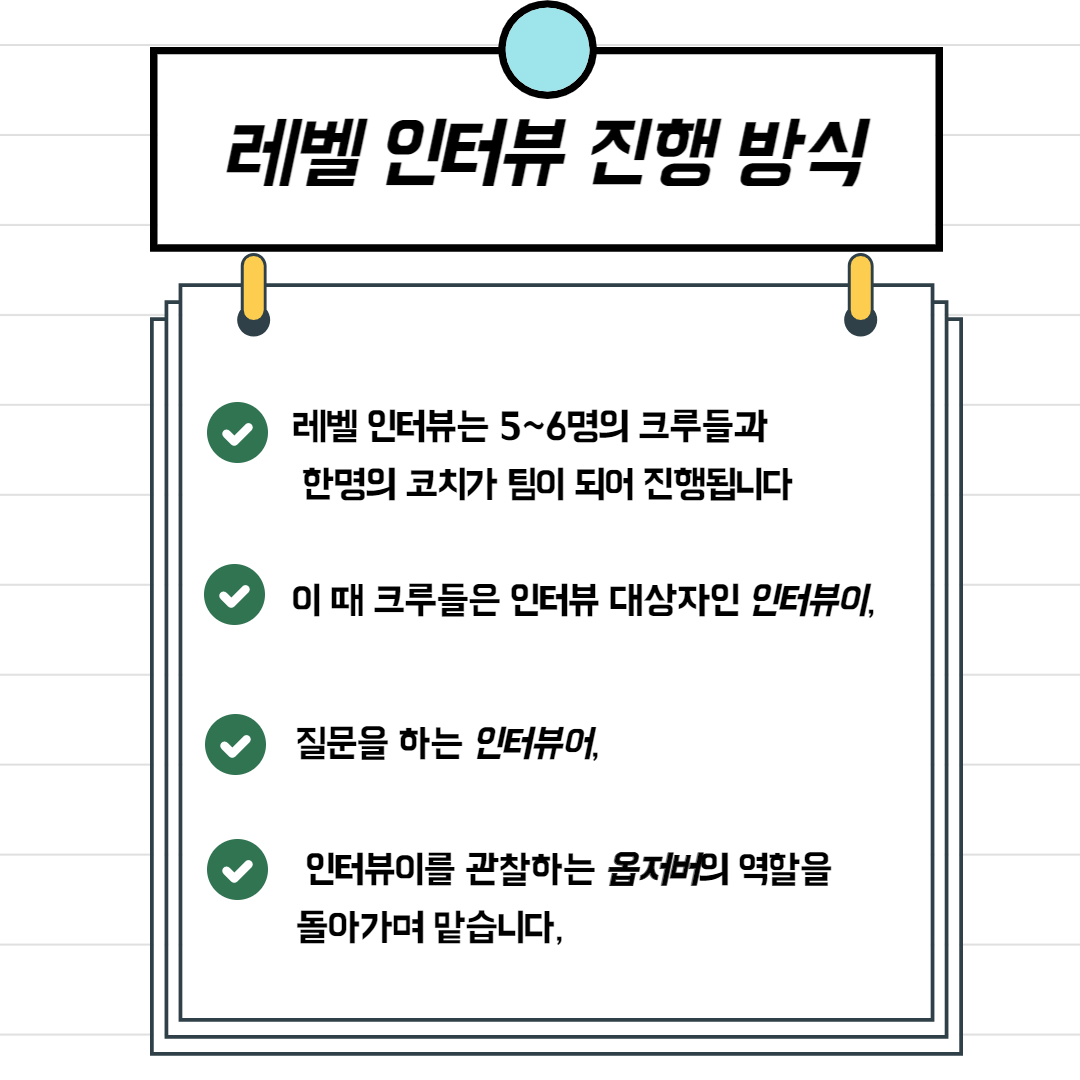 레벨 인터뷰 진행 방식
레벨 인터뷰는 5~6명의 크루들과
한명의 코치가 팀이 되어 진행됩니다
이 때 크루들은 인터뷰 대상자인 인터뷰이,
질문을 하는 인터뷰어,
인터뷰이를 관찰하는 옵저버의 역할을
돌아가며 맡습니다,